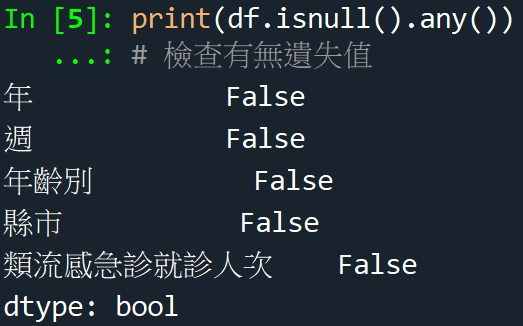 In [5]: print(df.isnull().any())
...: # 檢查有無遺失值
年 False
週 False
年齡別 False
縣市 False
類流感急診就診人次 False
dtype: bool